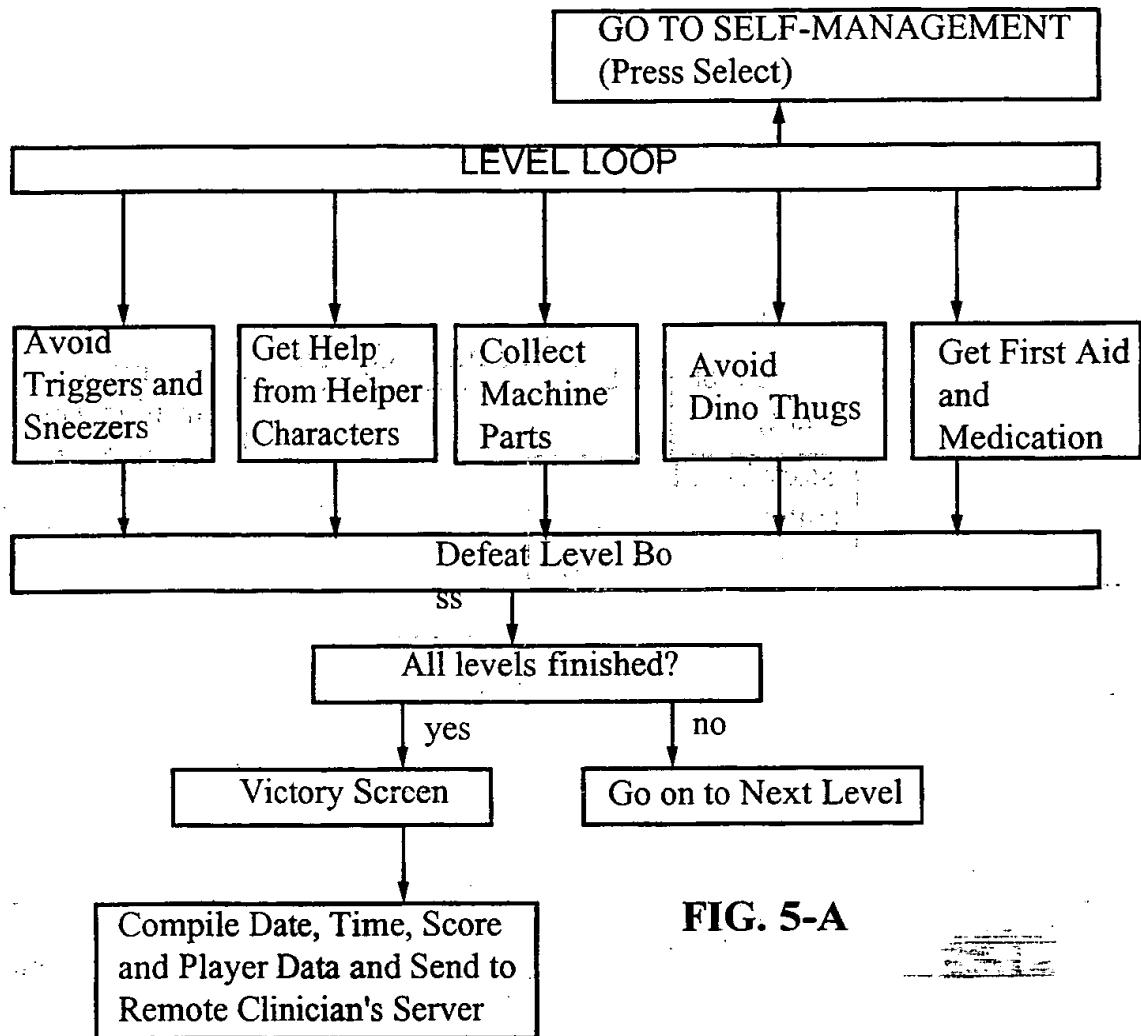 GO TO SELF-MANAGEMENT
(Press Select)
LEVEL LOOP
Avoid
Triggers and
Sneezers
Get Help
from Helper
Characters
Collect
Machine
Parts
Avoid
Dino Thugs
Get First Aid
and
Medication
Defeat Level Bo
ss
All levels finished?
yes
no
Victory Screen
Go on to Next Level
Compile Date, Time, Score
and Player Data and Send to
Remote Clinician's Server
FIG. 5-A